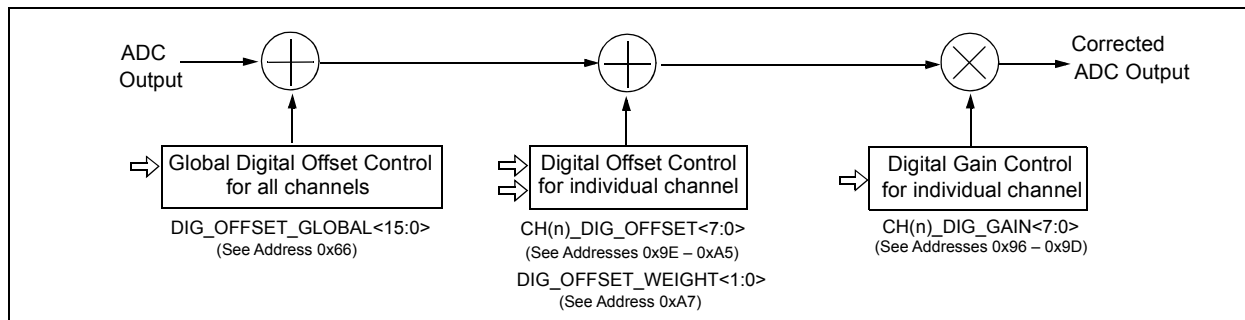 ADC
Output
Corrected
ADC Output
Global Digital Offset Control
for all channels
DIG_OFFSET_GLOBAL<15:0>
(See Address 0x66)
Digital Offset Control
for individual channel
CH(n)_DIG_OFFSET<7:0>
(See Addresses 0x9E – 0xA5)
DIG_OFFSET_WEIGHT<1:0>
(See Address 0xA7)
Digital Gain Control
for individual channel
CH(n)_DIG_GAIN<7:0>
(See Addresses 0x96 – 0x9D)